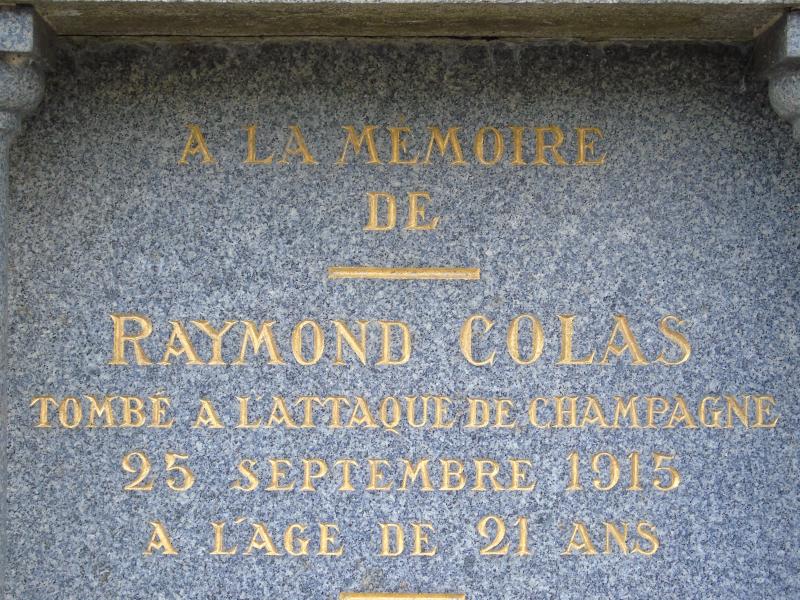 A LA MÉMOIRE
DE
RAYMOND COLAS
TOMBÉ A L'ATTAQUE DE CHAMPAGNE
25 SEPTEMBRE 1915
A L'AGE DE 21 ANS